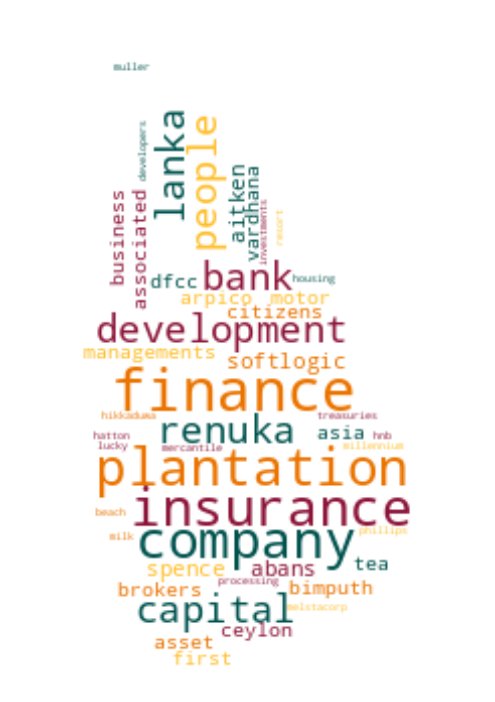 muller
developers
lanka
people
business
associated
aitken
vardhana
investments
resort
dfcc bank housing
arpico motor
citizens
development
managements softlogic
finance
hikkaduwa treasuries
renuka asia hnb
hatton
lucky mercantile millennium
plantation
insurance
beach
company phillips
milk
spence abans tea
processing
brokers bimputh
capital melstacorp
ceylon
asset
first